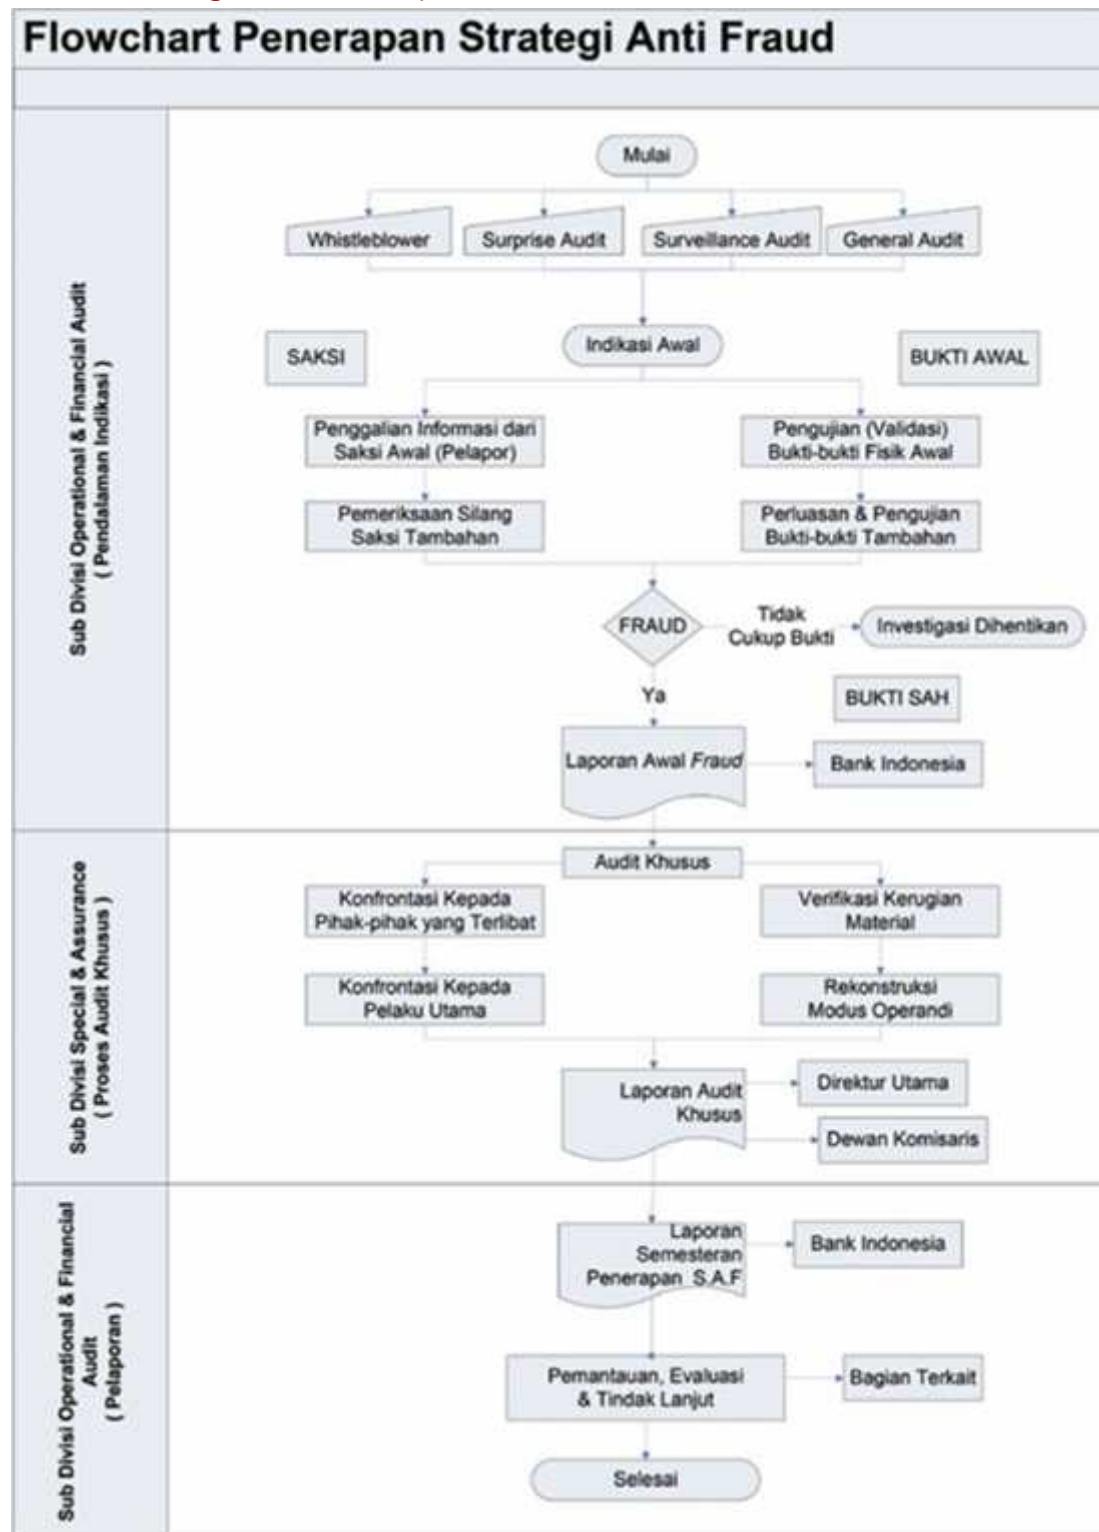 Flowchart Penerapan Strategi Anti Fraud
Sub Divisi Operational & Financial Audit
( Pendalaman Indikasi )
Mulai
Whistleblower
Surprise Audit
Surveillance Audit
General Audit
SAKSI
Indikasi Awal
BUKTI AWAL
Penggalian Informasi dari
Saksi Awal (Pelapor)
Pengujian (Validasi)
Bukti-bukti Fisik Awal
Pemeriksaan Silang
Saksi Tambahan
Perluasan & Pengujian
Bukti-bukti Tambahan
FRAUD
Tidak
Cukup Bukti
Investigasi Dihentikan
Ya
BUKTI SAH
Laporan Awal Fraud
Bank Indonesia
Sub Divisi Special & Assurance
( Proses Audit Khusus )
Audit Khusus
Konfrontasi Kepada
Pihak-pihak yang Terlibat
Verifikasi Kerugian
Material
Konfrontasi Kepada
Pelaku Utama
Rekonstruksi
Modus Operandi
Laporan Audit
Khusus
Direktur Utama
Dewan Komisaris
Sub Divisi Operational & Financial
Audit
( Pelaporan )
Laporan
Semesteran
Penerapan S.A.F
Bank Indonesia
Pemantauan, Evaluasi
& Tindak Lanjut
Bagian Terkait
Selesai